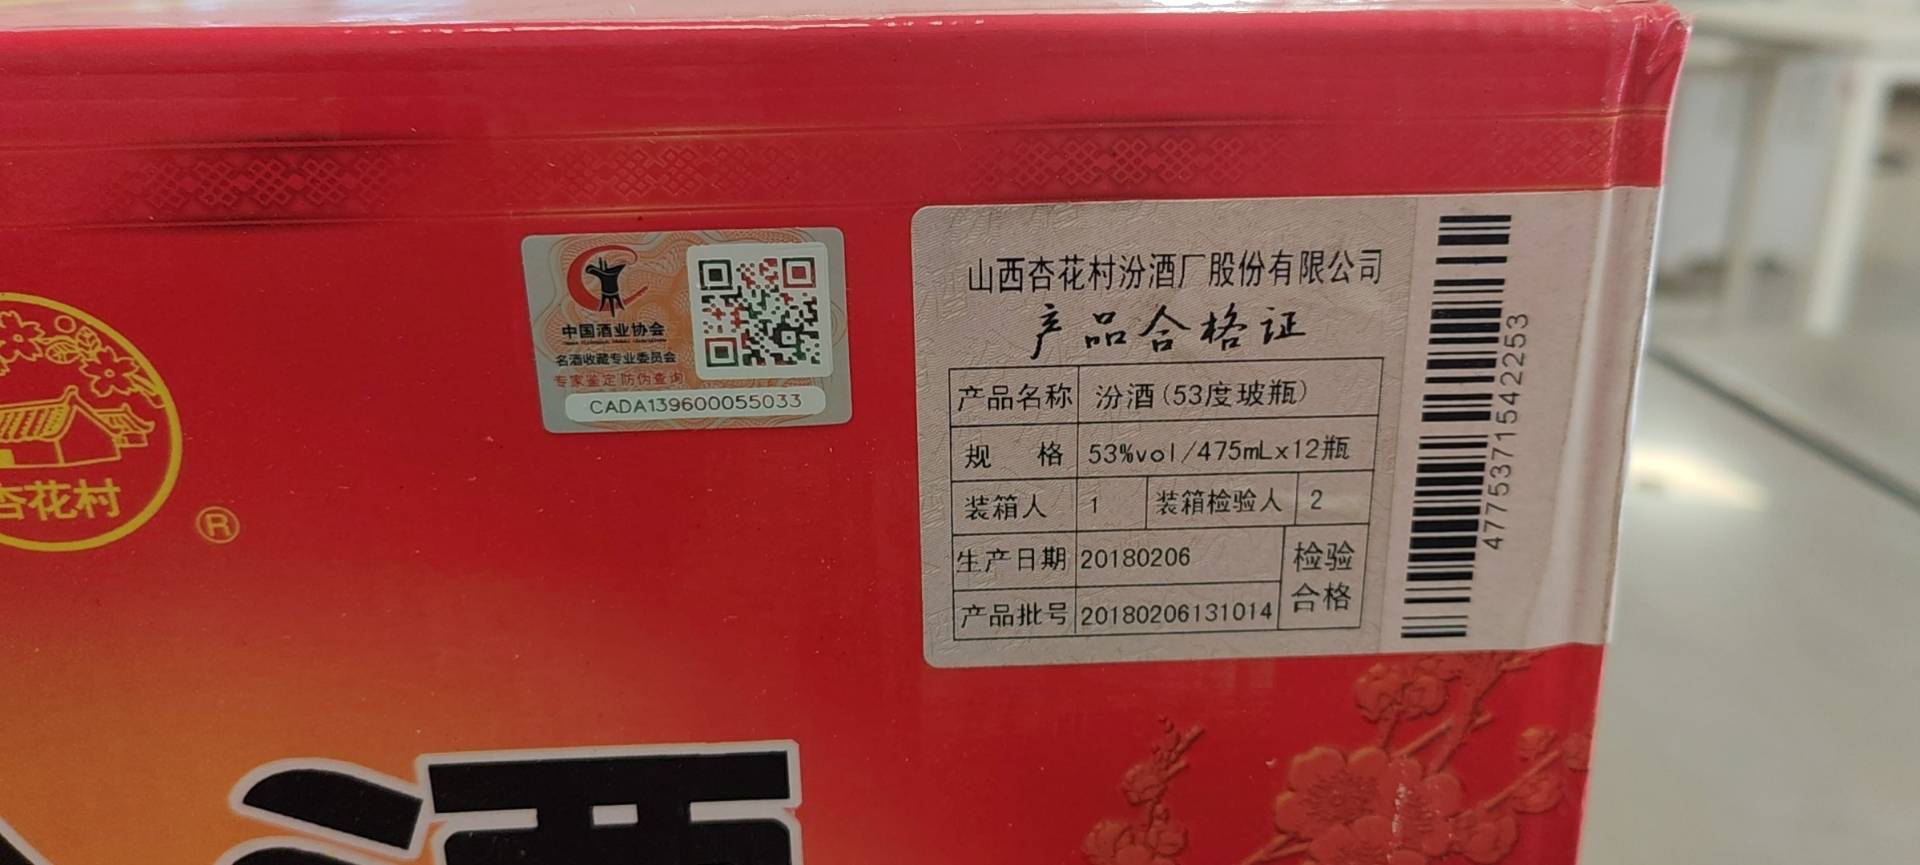 杏花村
®
中国酒业协会
名酒收藏专业委员会
专家鉴定防伪查询
CADA139600055033
山西杏花村汾酒厂股份有限公司
产品合格证
产品名称 汾酒(53度玻瓶)
规 格 53%vol/475mL×12瓶
装箱人 1 装箱检验人 2
生产日期 20180206 检验
产品批号 20180206131014 合格
4775371542253
酒